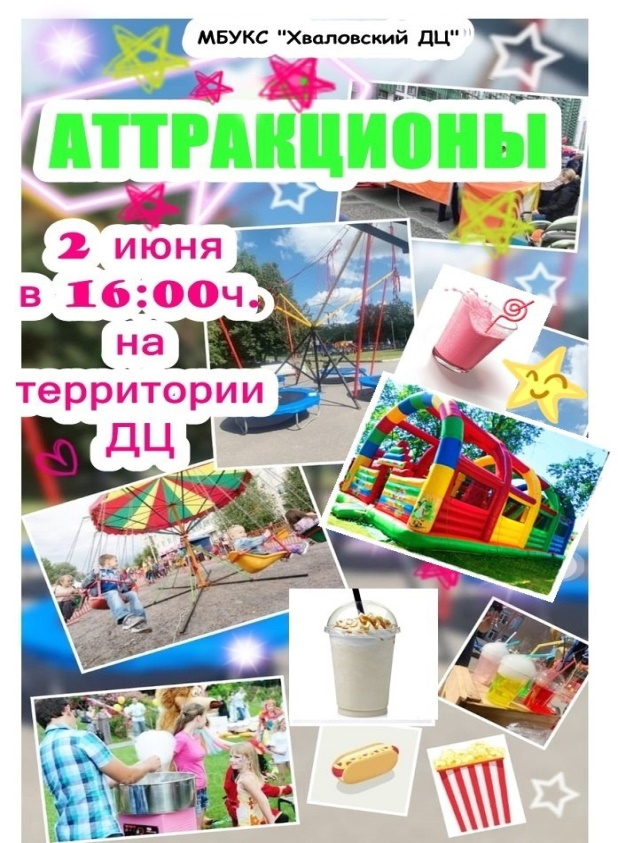 МБУКС "Хваловский ДЦ"
АТТРАКЦИОНЫ
2 июня
в 16:00ч.
на
территории
ДЦ